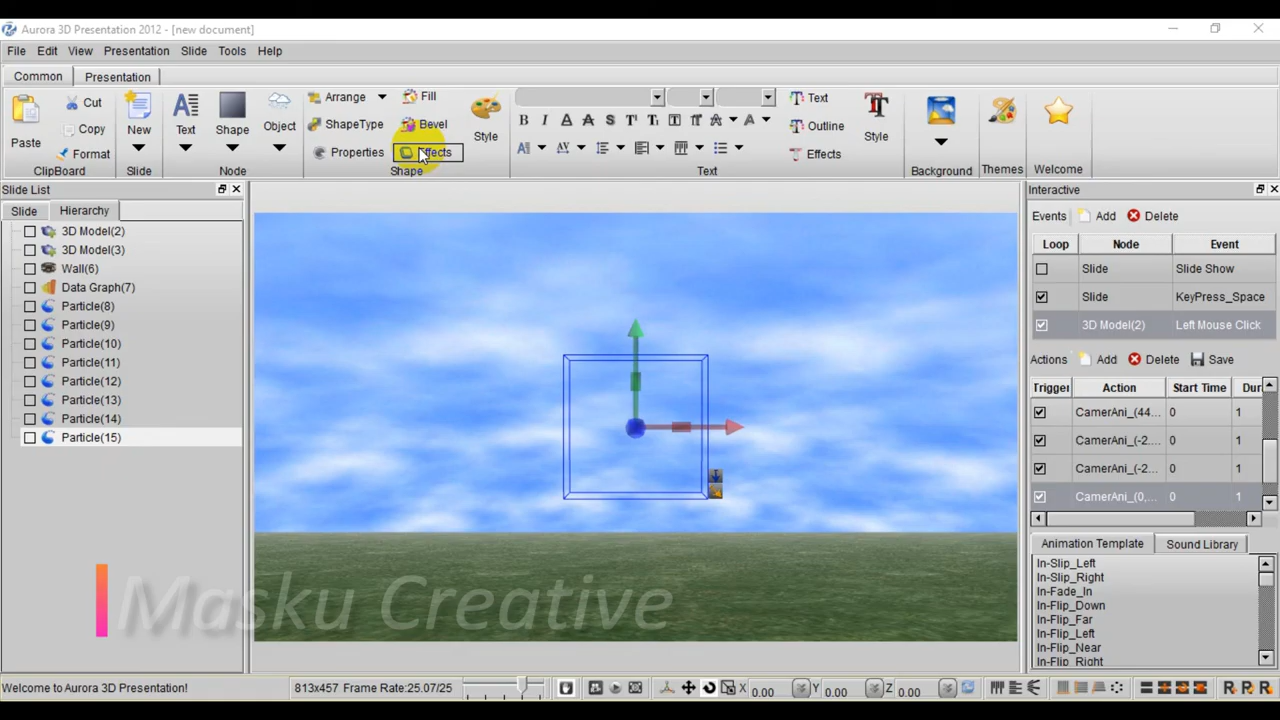 Aurora 3D Presentation 2012 - [new document]
File Edit View Presentation Slide Tools Help
Common Presentation
Paste Cut Copy Format ClipBoard
New Slide
Text Shape Object Node
Arrange ShapeType Properties Fill Bevel Effects Style Shape
B I A A S T T T T A A
Text Outline Effects Style Text
Background Themes Welcome
Slide List
Slide Hierarchy
3D Model(2)
3D Model(3)
Wall(6)
Data Graph(7)
Particle(8)
Particle(9)
Particle(10)
Particle(11)
Particle(12)
Particle(13)
Particle(14)
Particle(15)
Masku Creative
Interactive
Events Add Delete
Loop Node Event
Slide Slide Show
Slide KeyPress_Space
3D Model(2) Left Mouse Click
Actions Add Delete Save
Trigger Action Start Time Dur
CamerAni_(44... 0 1
CamerAni_(-2.... 0 1
CamerAni_(-2... 0 1
CamerAni_(0,... 0 1
Animation Template Sound Library
In-Slip_Left
In-Slip_Right
In-Fade_In
In-Flip_Down
In-Flip_Far
In-Flip_Left
In-Flip_Near
In-Flip_Right
Welcome to Aurora 3D Presentation! 813x457 Frame Rate:25.07/25 X 0.00 Y 0.00 Z 0.00 R R R